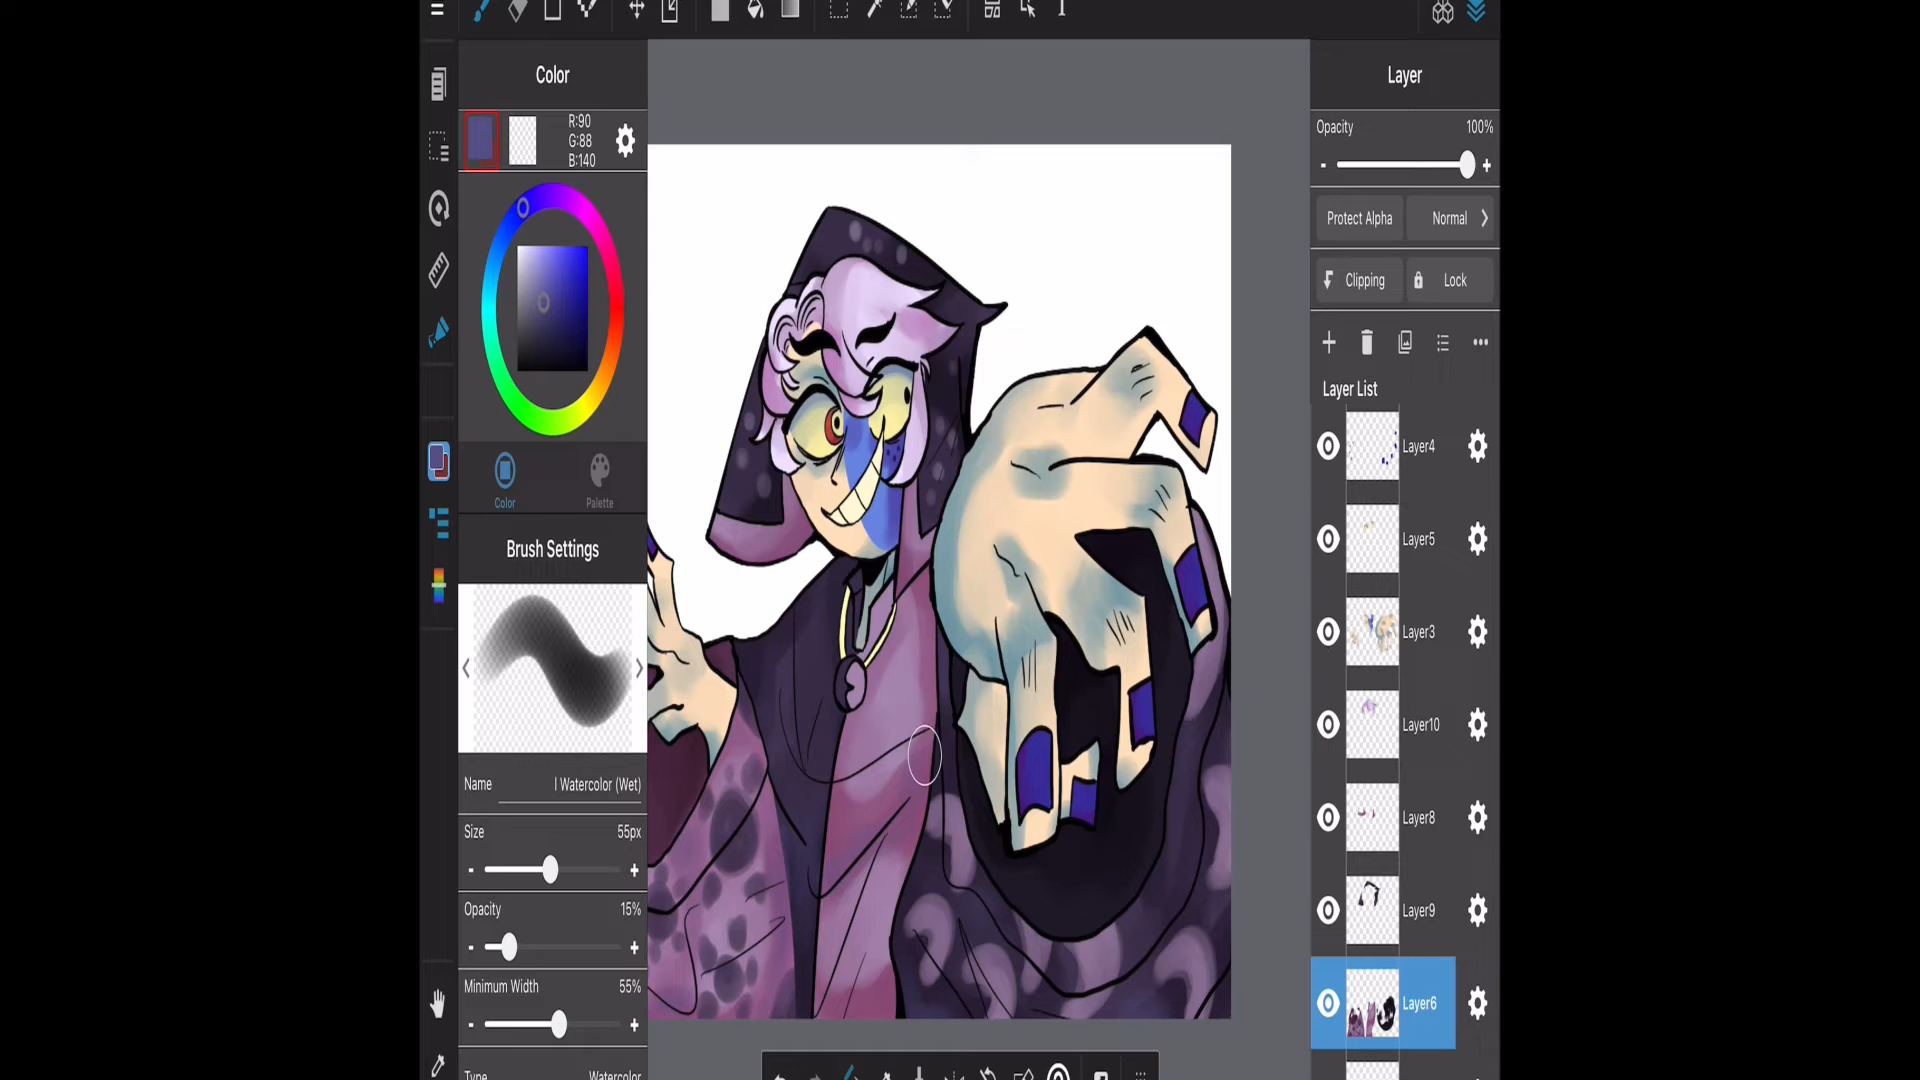 Color
R:90
G:88
B:140
Color
Palette
Brush Settings
Name
l Watercolor (Wet)
Size
55px
-
+
Opacity
15%
-
+
Minimum Width
55%
-
+
Type
Watercolor
Layer
Opacity
100%
-
+
Protect Alpha
Normal
Clipping
Lock
Layer List
Layer4
Layer5
Layer3
Layer10
Layer8
Layer9
Layer6